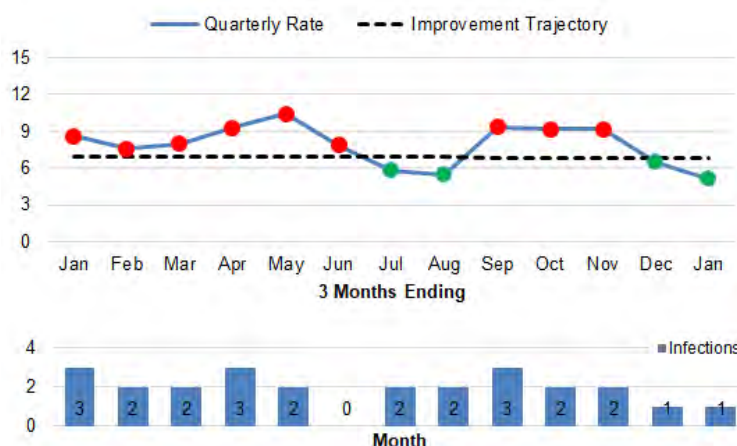 Quarterly Rate Improvement Trajectory
15
12
9
6
3
0
Jan Feb Mar Apr May Jun Jul Aug Sep Oct Nov Dec Jan
3 Months Ending
4
Infections
2
3 2 2 3 2 0 2 2 3 2 2 1 1
0
Month